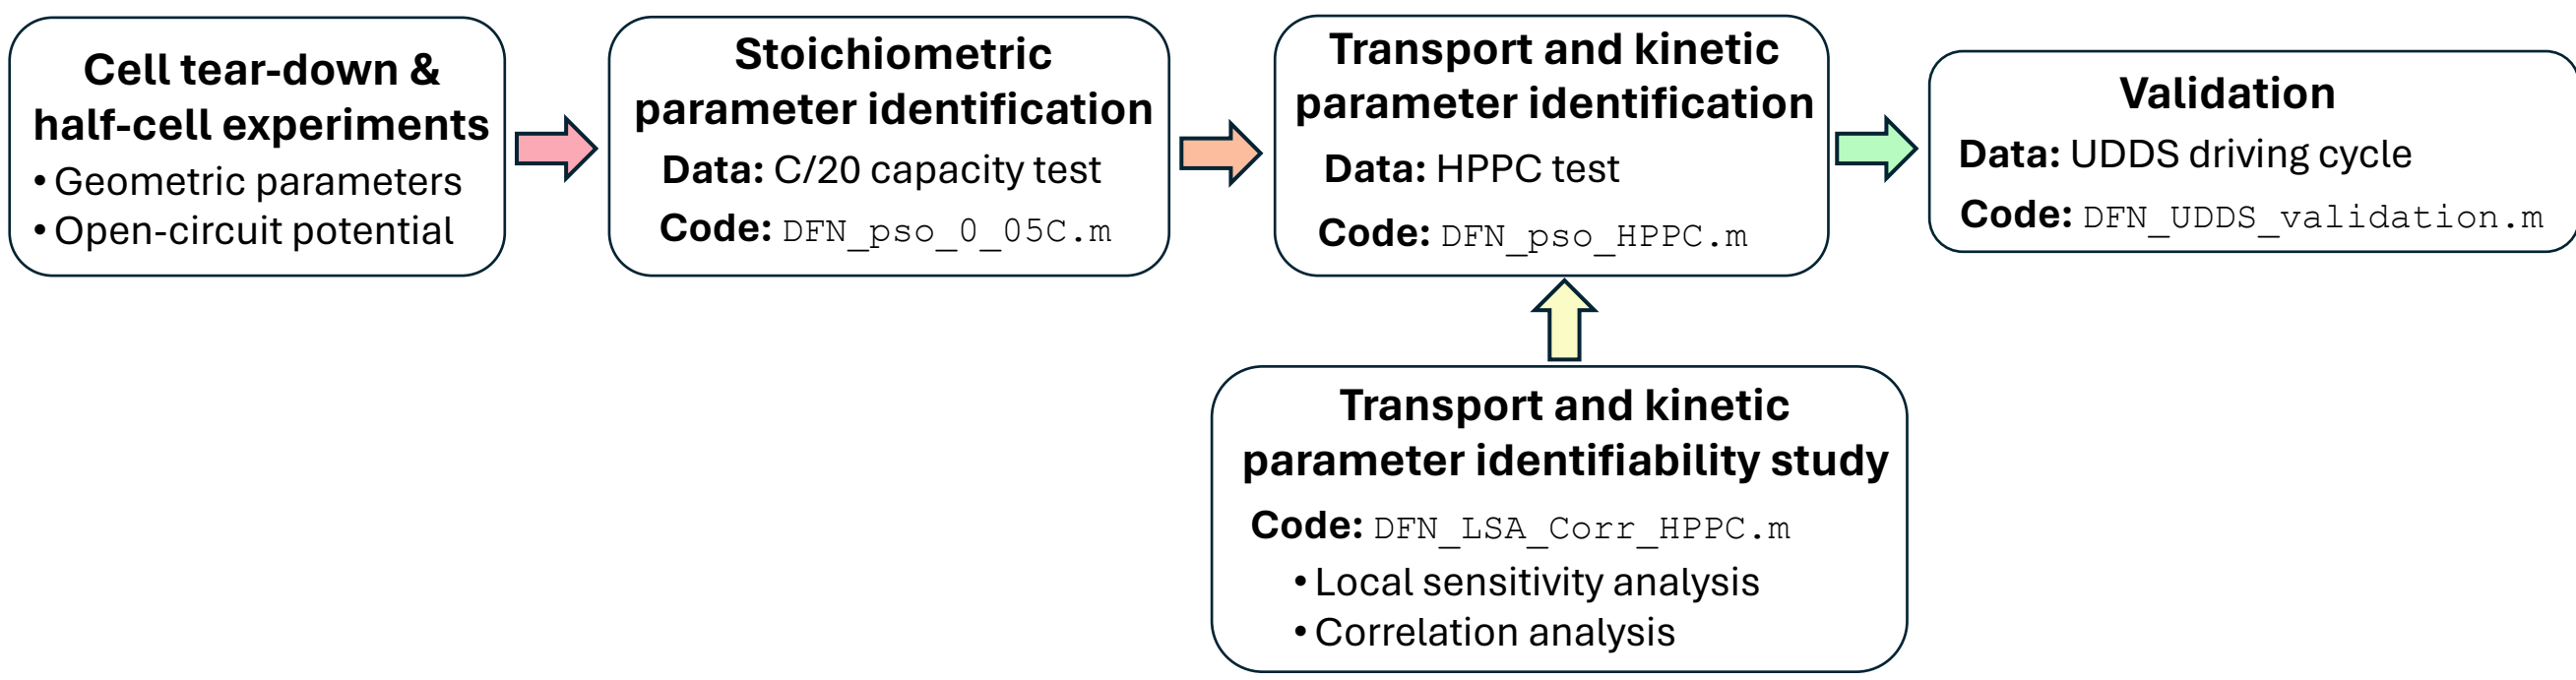 Cell tear-down &
half-cell experiments
• Geometric parameters
• Open-circuit potential
Stoichiometric
parameter identification
Data: C/20 capacity test
Code: DFN_pso_0_05C.m
Transport and kinetic
parameter identification
Data: HPPC test
Code: DFN_pso_HPPC.m
Validation
Data: UDDS driving cycle
Code: DFN_UDDS_validation.m
Transport and kinetic
parameter identifiability study
Code: DFN_LSA_Corr_HPPC.m
• Local sensitivity analysis
• Correlation analysis